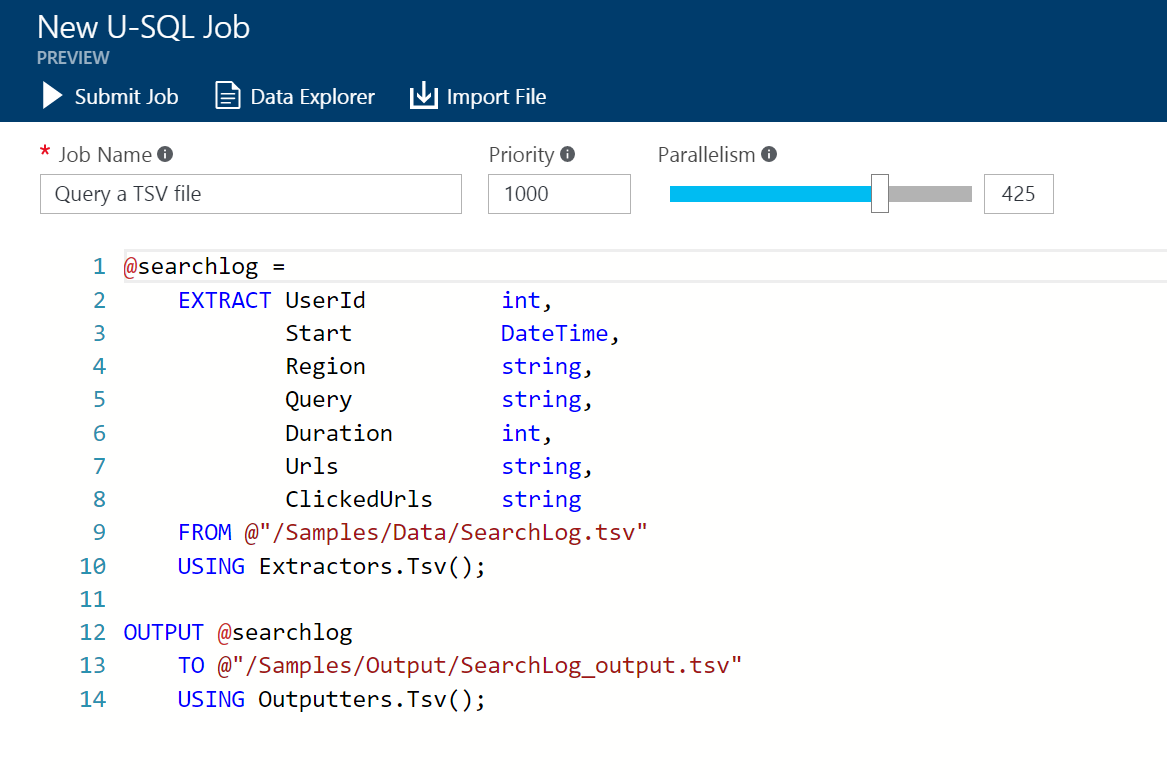 New U-SQL Job
PREVIEW
Submit Job Data Explorer Import File
* Job Name Priority Parallelism
Query a TSV file 1000 425
1 @searchlog =
2 EXTRACT UserId int,
3 Start DateTime,
4 Region string,
5 Query string,
6 Duration int,
7 Urls string,
8 ClickedUrls string
9 FROM @"/Samples/Data/SearchLog.tsv"
10 USING Extractors.Tsv();
11
12 OUTPUT @searchlog
13 TO @"/Samples/Output/SearchLog_output.tsv"
14 USING Outputters.Tsv();